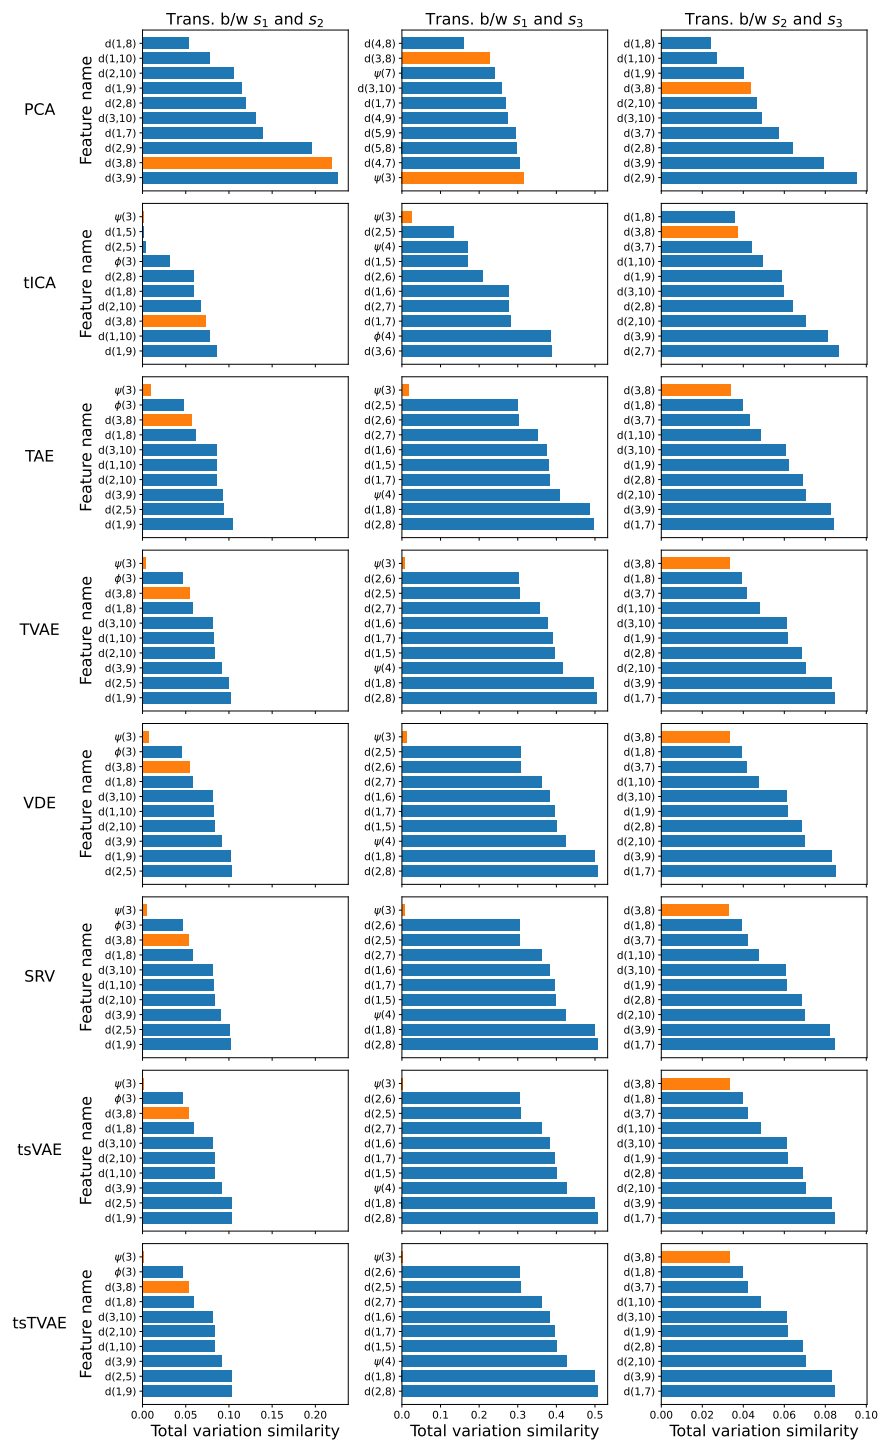 Trans. b/w s₁ and s₂ Trans. b/w s₁ and s₃ Trans. b/w s₂ and s₃
PCA
Feature name
d(1,8)
d(1,10)
d(2,10)
d(1,9)
d(2,8)
d(3,10)
d(1,7)
d(2,9)
d(3,8)
d(3,9)
d(4,8)
d(3,8)
ψ(7)
d(3,10)
d(1,7)
d(4,9)
d(5,9)
d(5,8)
d(4,7)
ψ(3)
d(1,8)
d(1,10)
d(1,9)
d(3,8)
d(2,10)
d(3,10)
d(3,7)
d(2,8)
d(3,9)
d(2,9)
tICA
Feature name
ψ(3)
d(1,5)
d(2,5)
ϕ(3)
d(2,8)
d(1,8)
d(2,10)
d(3,8)
d(1,10)
d(1,9)
ψ(3)
d(2,5)
ψ(4)
d(1,5)
d(2,6)
d(1,6)
d(2,7)
d(1,7)
ϕ(4)
d(3,6)
d(1,8)
d(3,8)
d(3,7)
d(1,10)
d(1,9)
d(3,10)
d(2,8)
d(2,10)
d(3,9)
d(2,7)
TAE
Feature name
ψ(3)
ϕ(3)
d(3,8)
d(1,8)
d(3,10)
d(1,10)
d(2,10)
d(3,9)
d(2,5)
d(1,9)
ψ(3)
d(2,5)
d(2,6)
d(2,7)
d(1,6)
d(1,5)
d(1,7)
ψ(4)
d(1,8)
d(2,8)
d(3,8)
d(1,8)
d(3,7)
d(1,10)
d(3,10)
d(1,9)
d(2,8)
d(2,10)
d(3,9)
d(1,7)
TVAE
Feature name
ψ(3)
ϕ(3)
d(3,8)
d(1,8)
d(3,10)
d(1,10)
d(2,10)
d(3,9)
d(2,5)
d(1,9)
ψ(3)
d(2,6)
d(2,5)
d(2,7)
d(1,6)
d(1,7)
d(1,5)
ψ(4)
d(1,8)
d(2,8)
d(3,8)
d(1,8)
d(3,7)
d(1,10)
d(3,10)
d(1,9)
d(2,8)
d(2,10)
d(3,9)
d(1,7)
VDE
Feature name
ψ(3)
ϕ(3)
d(3,8)
d(1,8)
d(3,10)
d(1,10)
d(2,10)
d(3,9)
d(1,9)
d(2,5)
ψ(3)
d(2,5)
d(2,6)
d(2,7)
d(1,6)
d(1,7)
d(1,5)
ψ(4)
d(1,8)
d(2,8)
d(3,8)
d(1,8)
d(3,7)
d(1,10)
d(3,10)
d(1,9)
d(2,8)
d(2,10)
d(3,9)
d(1,7)
SRV
Feature name
ψ(3)
ϕ(3)
d(3,8)
d(1,8)
d(3,10)
d(1,10)
d(2,10)
d(3,9)
d(2,5)
d(1,9)
ψ(3)
d(2,6)
d(2,5)
d(2,7)
d(1,6)
d(1,7)
d(1,5)
ψ(4)
d(1,8)
d(2,8)
d(3,8)
d(1,8)
d(3,7)
d(1,10)
d(3,10)
d(1,9)
d(2,8)
d(2,10)
d(3,9)
d(1,7)
tsVAE
Feature name
ψ(3)
ϕ(3)
d(3,8)
d(1,8)
d(3,10)
d(2,10)
d(1,10)
d(3,9)
d(2,5)
d(1,9)
ψ(3)
d(2,6)
d(2,5)
d(2,7)
d(1,6)
d(1,7)
d(1,5)
ψ(4)
d(1,8)
d(2,8)
d(3,8)
d(1,8)
d(3,7)
d(1,10)
d(3,10)
d(1,9)
d(2,8)
d(2,10)
d(3,9)
d(1,7)
tsTVAE
Feature name
ψ(3)
ϕ(3)
d(3,8)
d(1,8)
d(3,10)
d(2,10)
d(1,10)
d(3,9)
d(2,5)
d(1,9)
ψ(3)
d(2,6)
d(2,5)
d(2,7)
d(1,6)
d(1,7)
d(1,5)
ψ(4)
d(1,8)
d(2,8)
d(3,8)
d(1,8)
d(3,7)
d(1,10)
d(3,10)
d(1,9)
d(2,8)
d(2,10)
d(3,9)
d(1,7)
0.00 0.05 0.10 0.15 0.20 0.0 0.1 0.2 0.3 0.4 0.5 0.00 0.02 0.04 0.06 0.08 0.10
Total variation similarity Total variation similarity Total variation similarity